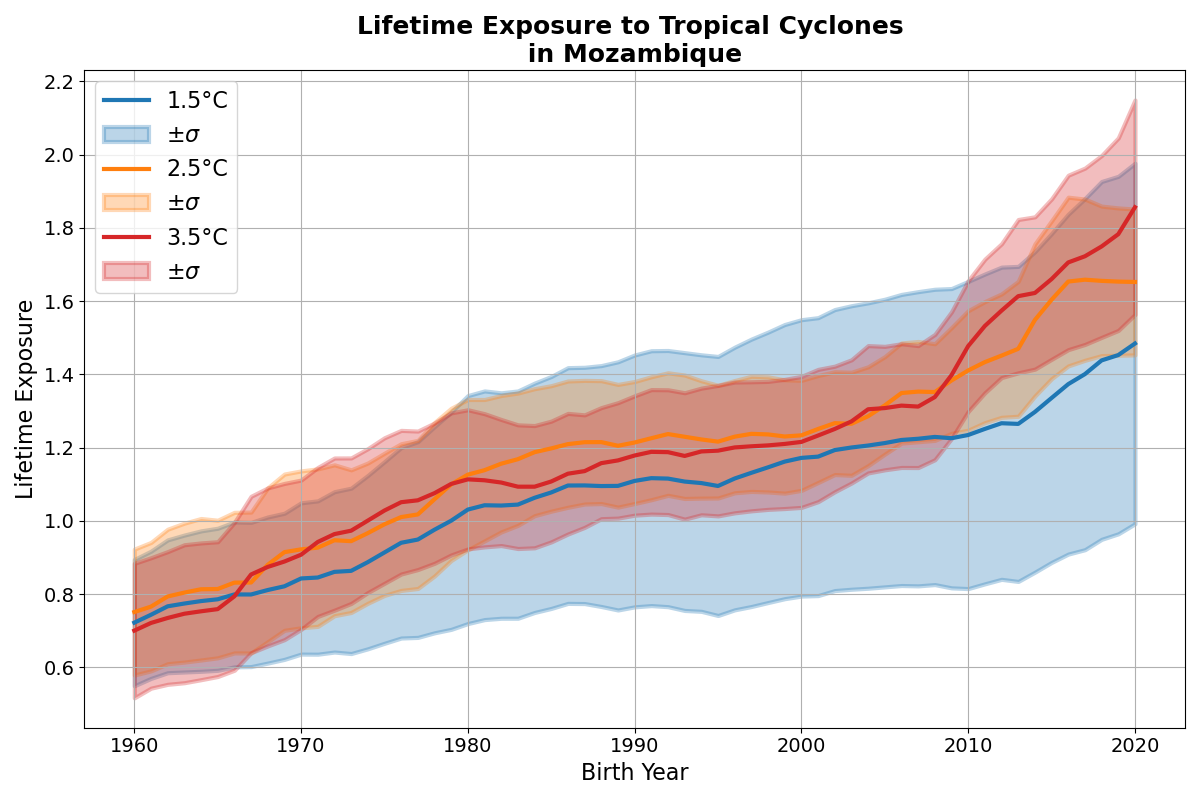 Lifetime Exposure to Tropical Cyclones
in Mozambique
1.5°C
±σ
2.5°C
±σ
3.5°C
±σ
Lifetime Exposure
2.2
2.0
1.8
1.6
1.4
1.2
1.0
0.8
0.6
1960
1970
1980
1990
2000
2010
2020
Birth Year